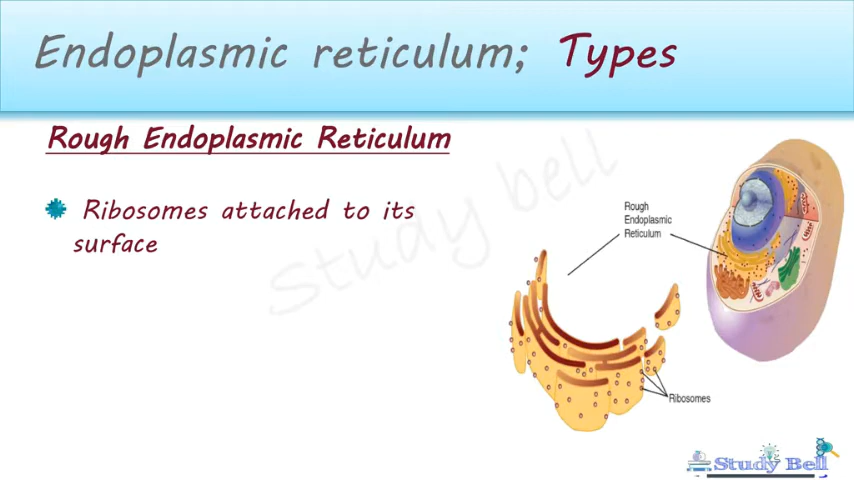 Endoplasmic reticulum; Types
Rough Endoplasmic Reticulum
Ribosomes attached to its
surface
Study bell
Rough
Endoplasmic
Reticulum
Ribosomes
Study Bell